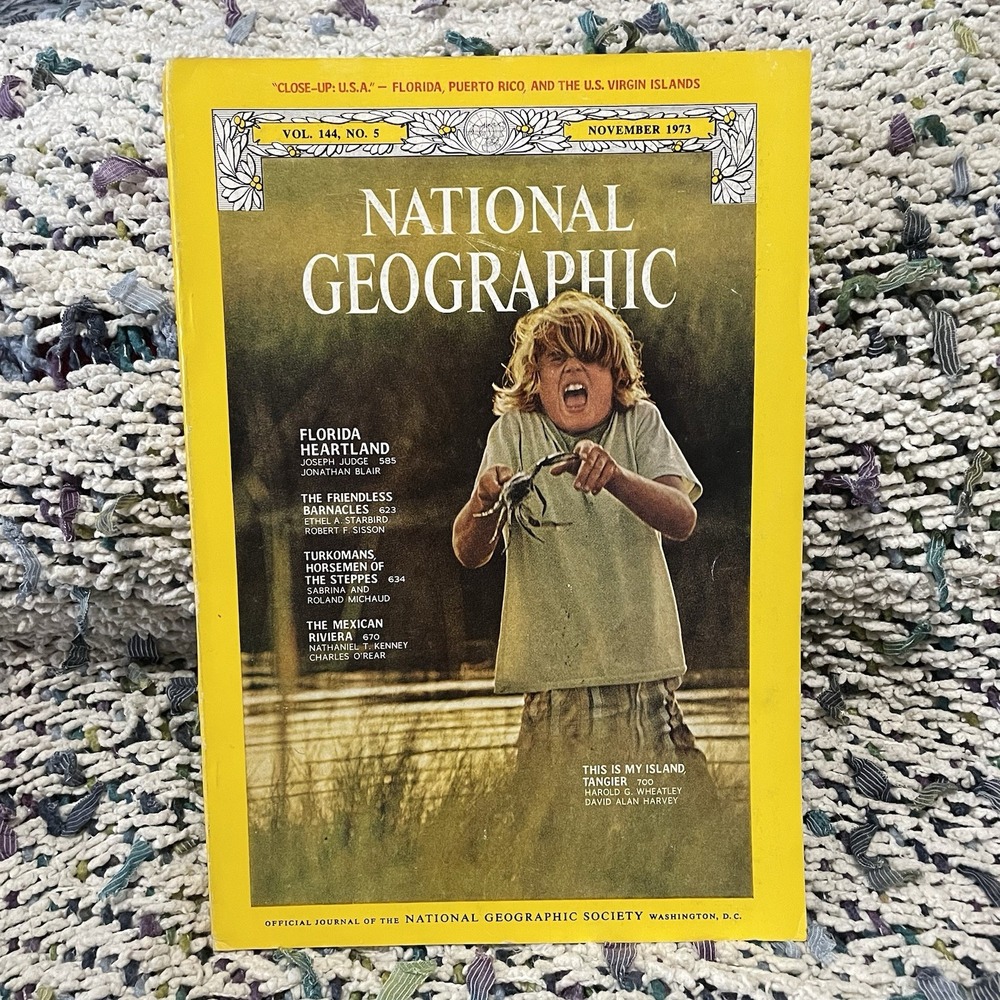 "CLOSE-UP: U.S.A." — FLORIDA, PUERTO RICO, AND THE U.S. VIRGIN ISLANDS
VOL. 144, NO. 5
NOVEMBER 1973
NATIONAL
GEOGRAPHIC
FLORIDA
HEARTLAND
JOSEPH JUDGE 585
JONATHAN BLAIR
THE FRIENDLESS
BARNACLES 623
ETHEL A. STARBIRD
ROBERT F. SISSON
TURKOMANS,
HORSEMEN OF
THE STEPPES 634
SABRINA AND
ROLAND MICHAUD
THE MEXICAN
RIVIERA 670
NATHANIEL T. KENNEY
CHARLES O'REAR
THIS IS MY ISLAND,
TANGIER 700
HAROLD G. WHEATLEY
DAVID ALAN HARVEY
OFFICIAL JOURNAL OF THE NATIONAL GEOGRAPHIC SOCIETY WASHINGTON, D.C.